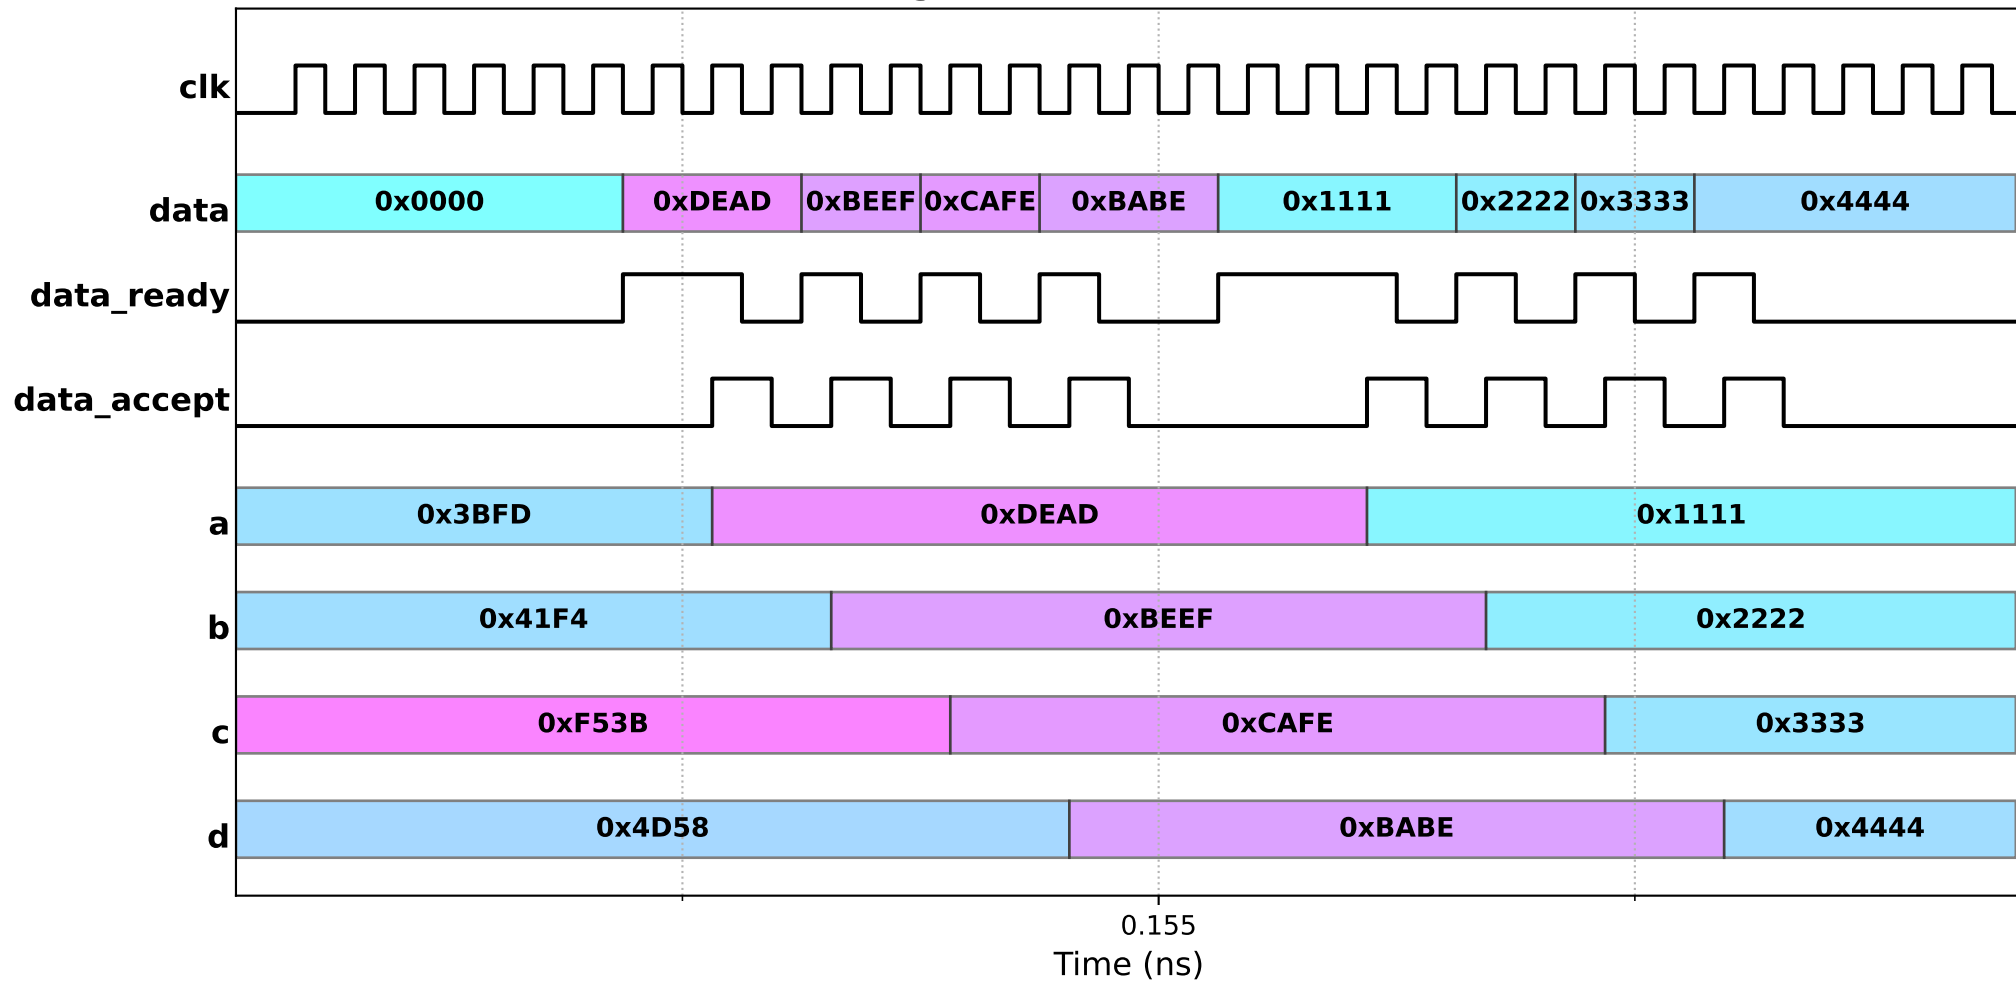 clk
data 0x0000 0xDEAD 0xBEEF 0xCAFE 0xBABE 0x1111 0x2222 0x3333 0x4444
data_ready
data_accept
a 0x3BFD 0xDEAD 0x1111
b 0x41F4 0xBEEF 0x2222
c 0xF53B 0xCAFE 0x3333
d 0x4D58 0xBABE 0x4444
0.155
Time (ns)